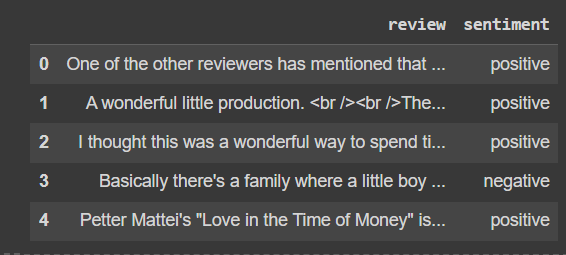 review sentiment
0 One of the other reviewers has mentioned that ... positive
1 A wonderful little production. <br /><br />The... positive
2 I thought this was a wonderful way to spend ti... positive
3 Basically there's a family where a little boy ... negative
4 Petter Mattei's "Love in the Time of Money" is... positive